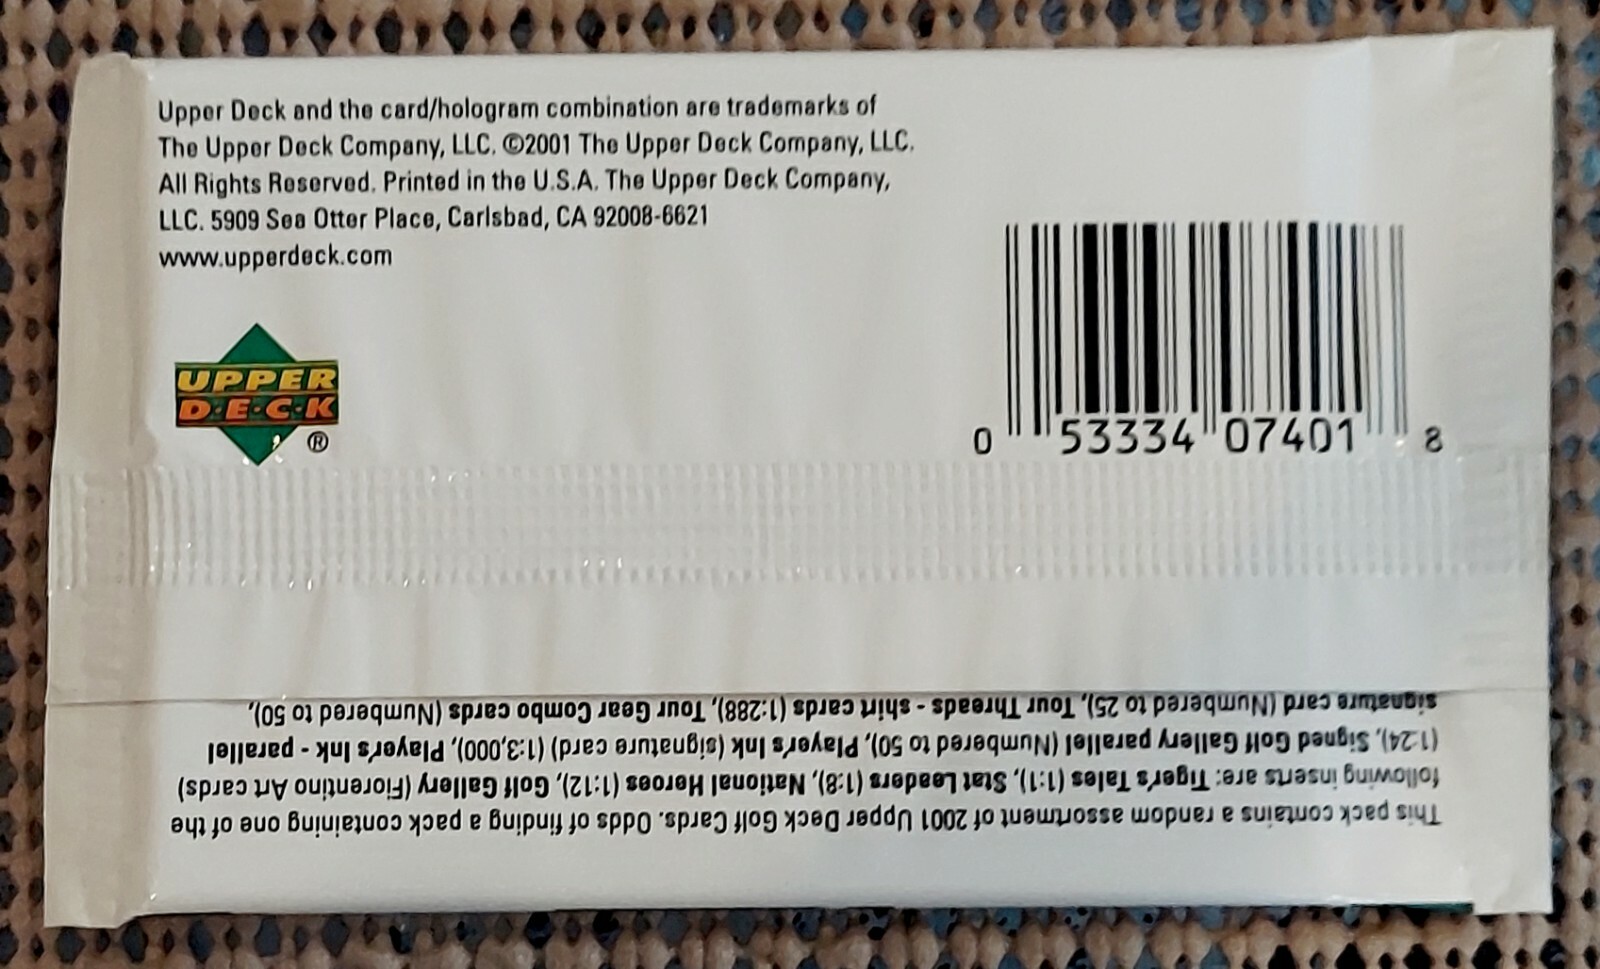 Upper Deck and the card/hologram combination are trademarks of
The Upper Deck Company, LLC. ©2001 The Upper Deck Company, LLC.
All Rights Reserved. Printed in the U.S.A. The Upper Deck Company,
LLC. 5909 Sea Otter Place, Carlsbad, CA 92008-6621
www.upperdeck.com
UPPER
D·E·C·K
®
0 53334 07401 8
This pack contains a random assortment of 2001 Upper Deck Golf Cards. Odds of finding a pack containing one of the
following inserts are: Tiger's Tales (1:1), Stat Leaders (1:8), National Heroes (1:12), Golf Gallery (Fiorentino Art cards)
(1:24), Signed Golf Gallery parallel (Numbered to 50), Player's Ink (signature card) (1:3,000), Player's Ink - parallel
signature card (Numbered to 25), Tour Threads - shirt cards (1:288), Tour Gear Combo cards (Numbered to 50),